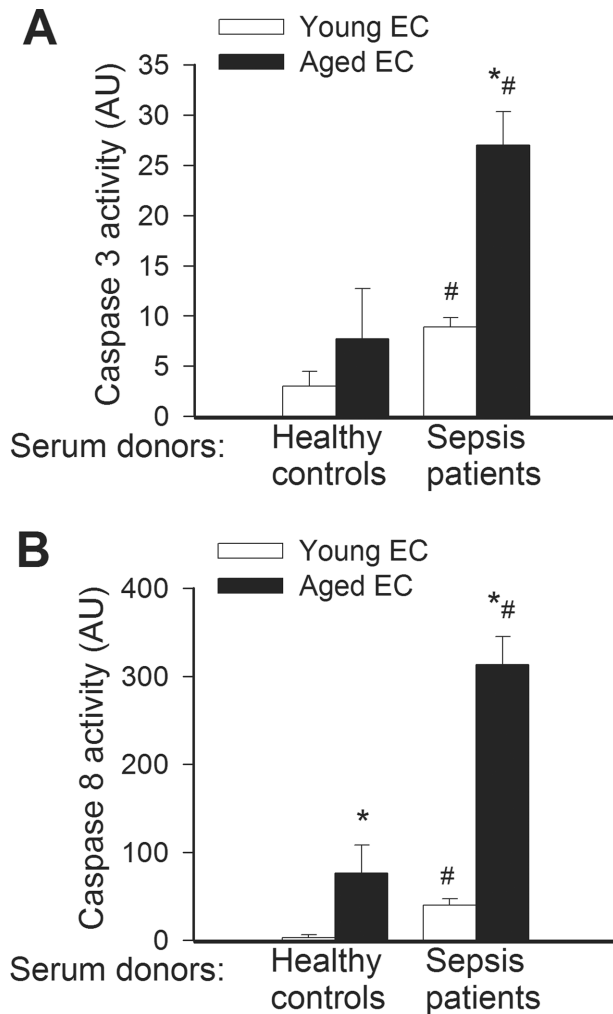 A
Young EC
Aged EC
Caspase 3 activity (AU)
35
30
25
20
15
10
5
0
*#
#
Serum donors:
Healthy
controls
Sepsis
patients
B
Young EC
Aged EC
Caspase 8 activity (AU)
400
300
200
100
0
*#
*
#
Serum donors:
Healthy
controls
Sepsis
patients